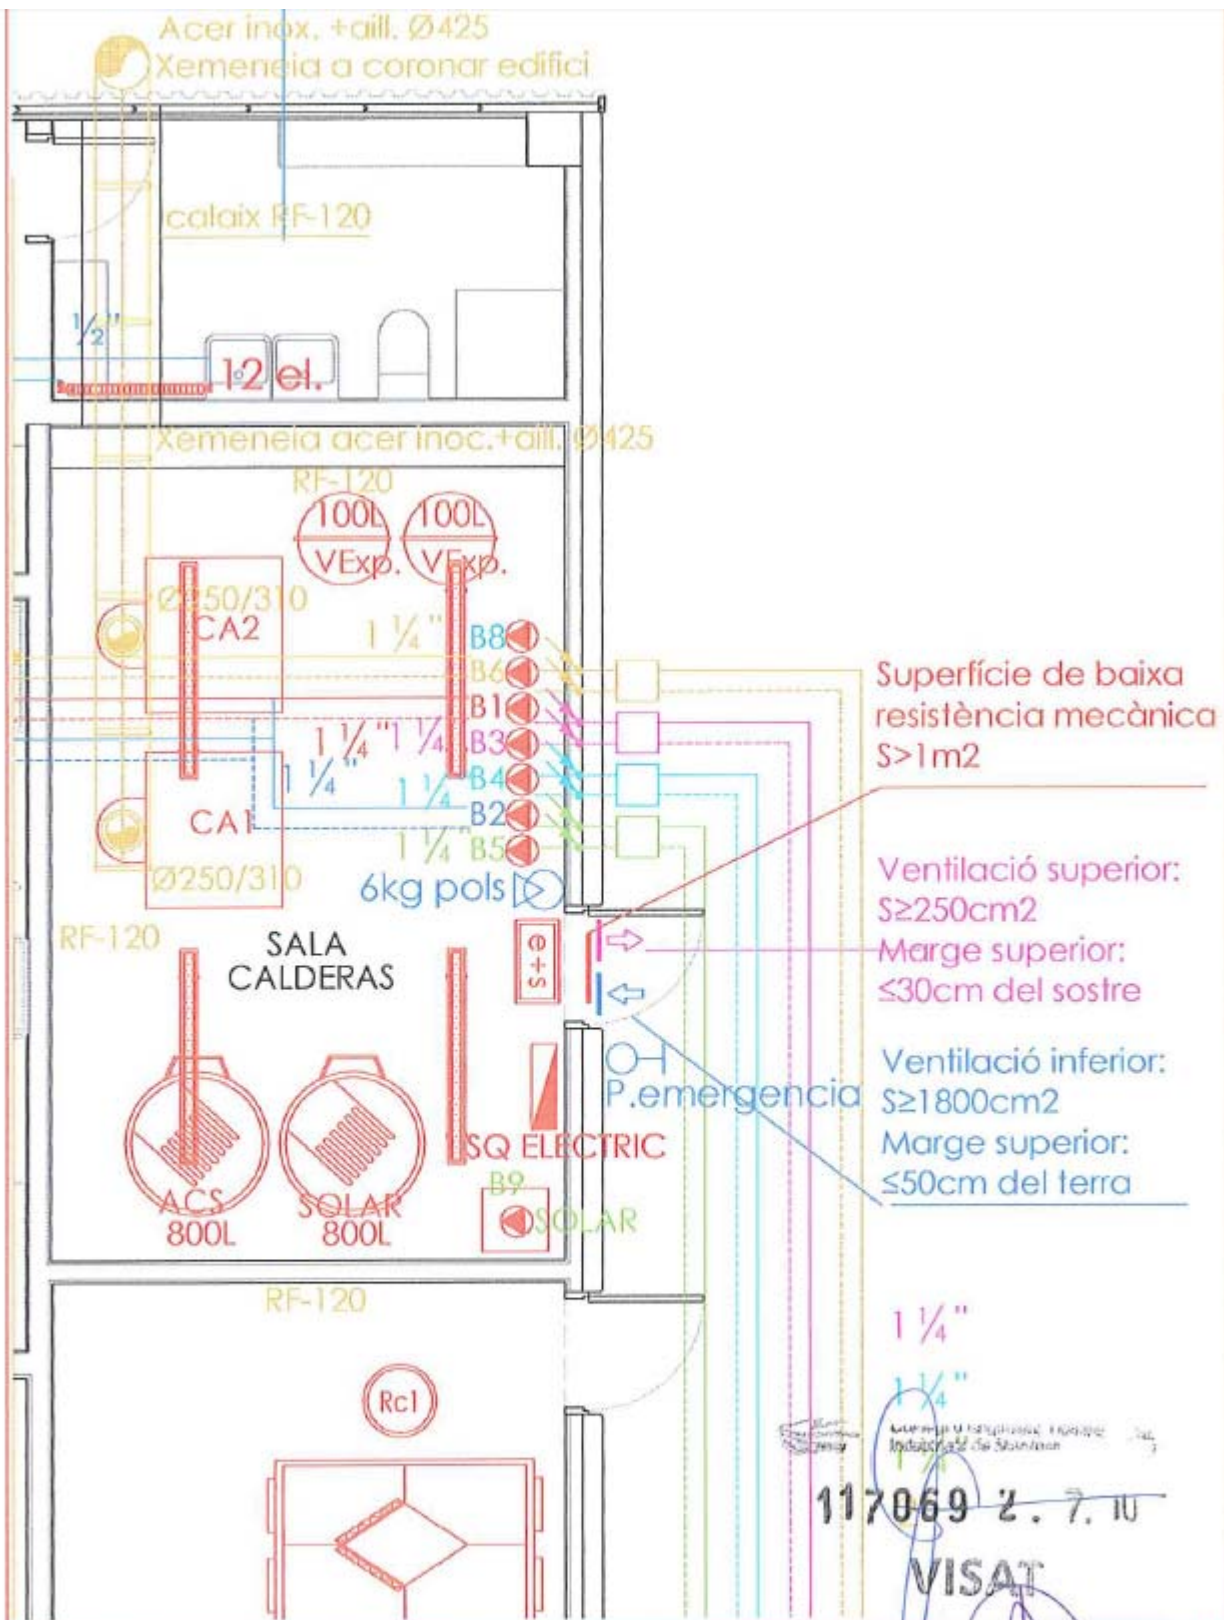 Acer inox. +aill. Ø425
Xemeneia a coronar edifici
calaix RF-120
½"
12 el.
Xemeneia acer inoc.+aill. Ø425
RF-120
100L
VExp.
100L
VExp.
Ø250/310
CA2
1 ¼"
B8
B6
B1
1 ¼"
1 ¼
B3
1 ¼"
1 ¼
B4
B2
CA1
1 ¼"
B5
Ø250/310
6kg pols
RF-120
SALA
CALDERAS
e+s
P.emergencia
SQ ELECTRIC
ACS
800L
SOLAR
800L
B9
SOLAR
RF-120
Rc1
Superfície de baixa
resistència mecànica
S>1m2
Ventilació superior:
S≥250cm2
Marge superior:
≤30cm del sostre
Ventilació inferior:
S≥1800cm2
Marge superior:
≤50cm del terra
1 ¼"
1 ¼"
117069 2. 7. 10
VISAT